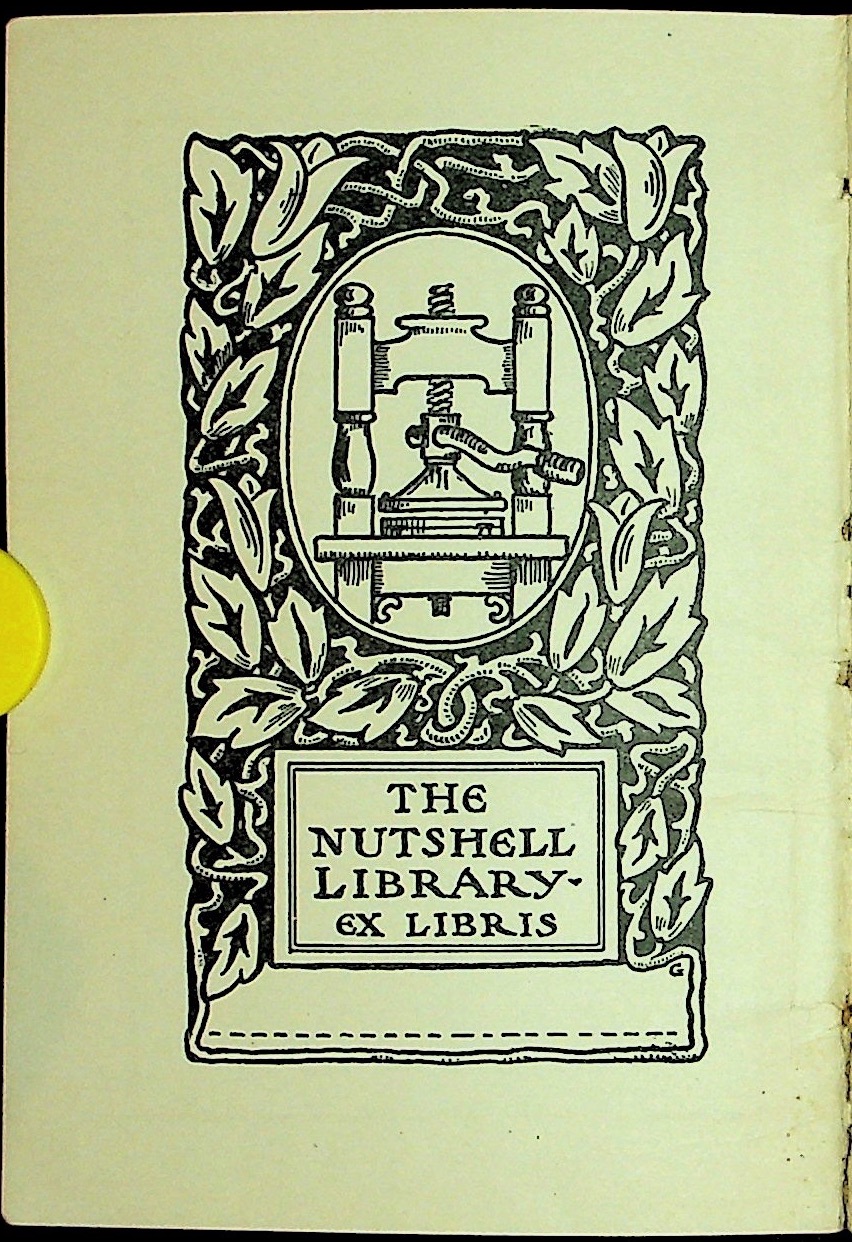 THE
NUTSHELL
LIBRARY-
EX LIBRIS
G